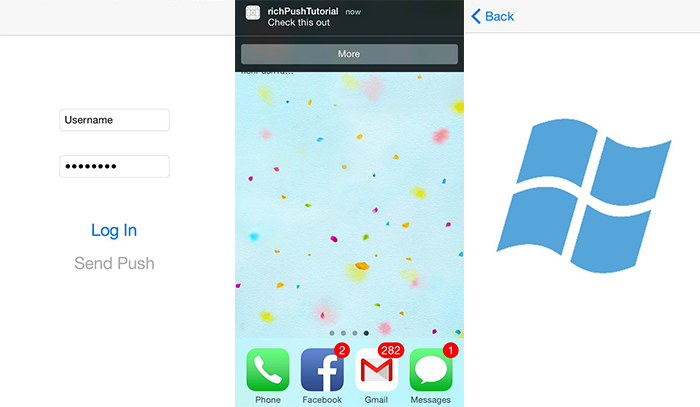 Username
••••••••
Log In
Send Push
richPushTutorial now
Check this out
More
2
282
1
Phone
Facebook
Gmail
Messages
Back